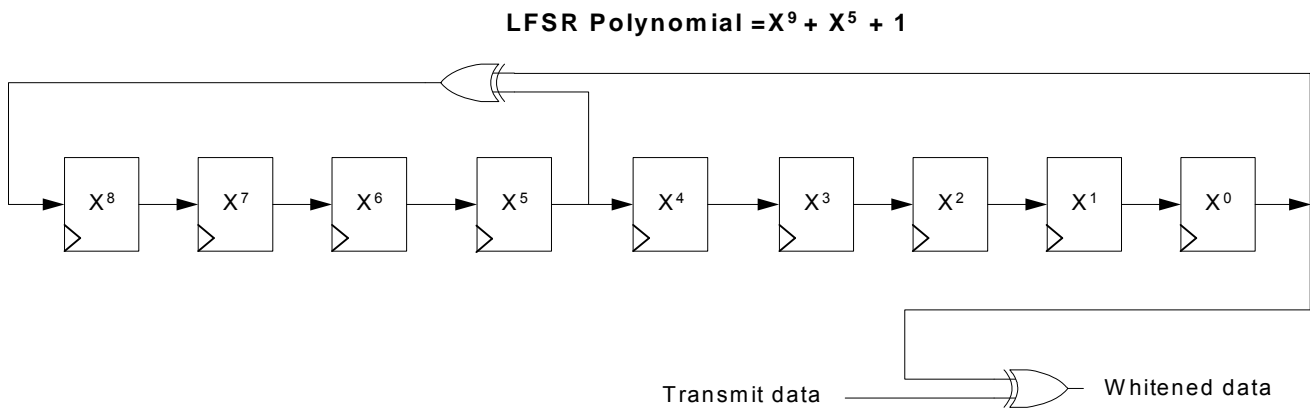 LFSR Polynomial =X⁹ + X⁵ + 1
X⁸ X⁷ X⁶ X⁵ X⁴ X³ X² X¹ X⁰
Transmit data
Whitened data